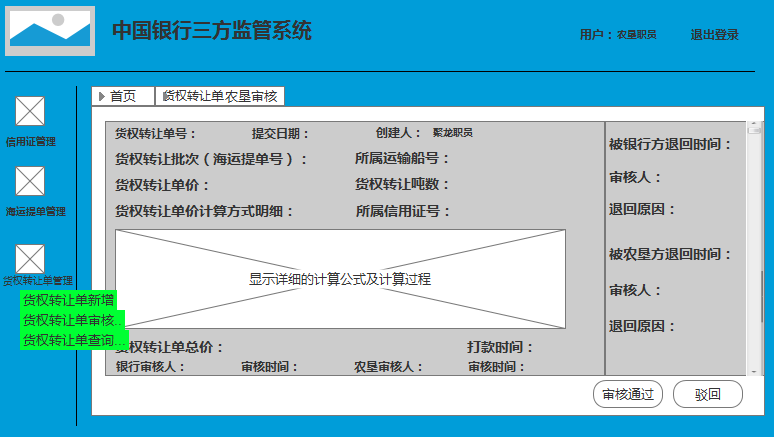 中国银行三方监管系统
用户：农垦职员 退出登录
首页 货权转让单农垦审核
信用证管理
海运提单管理
货权转让单管理
货权转让单新增
货权转让单审核..
货权转让单查询...
货权转让单号： 提交日期： 创建人： 聚龙职员
货权转让批次（海运提单号）： 所属运输船号：
货权转让单价： 货权转让吨数：
货权转让单价计算方式明细： 所属信用证号：
显示详细的计算公式及计算过程
货权转让单总价： 打款时间：
银行审核人： 审核时间： 农垦审核人： 审核时间：
被银行方退回时间：
审核人：
退回原因：
被农垦方退回时间：
审核人：
退回原因：
审核通过 驳回